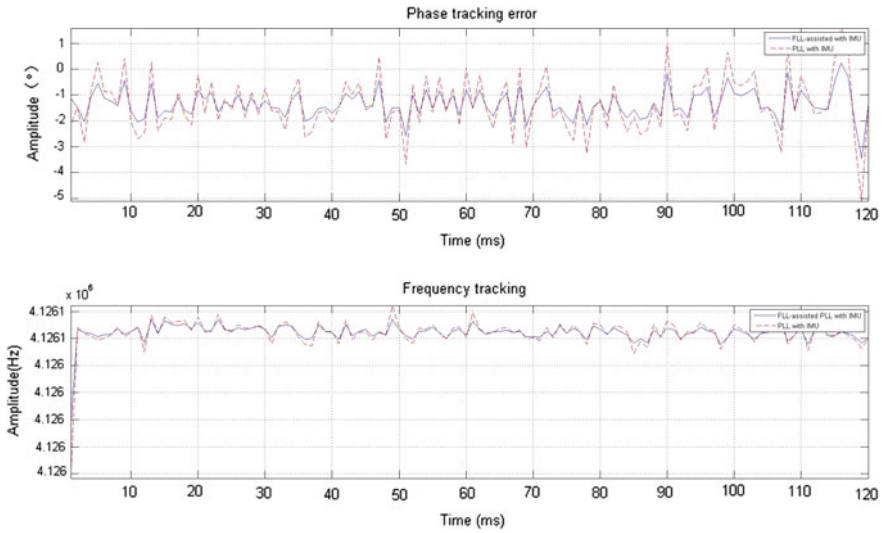 Phase tracking error
FLL-assisted with IMU
PLL with IMU
Amplitude (°)
1
0
-1
-2
-3
-4
-5
10 20 30 40 50 60 70 80 90 100 110 120
Time (ms)
Frequency tracking
x 10^6
FLL-assisted PLL with IMU
PLL with IMU
Amplitude(Hz)
4.1261
4.1261
4.126
4.126
4.126
4.126
4.126
10 20 30 40 50 60 70 80 90 100 110 120
Time (ms)